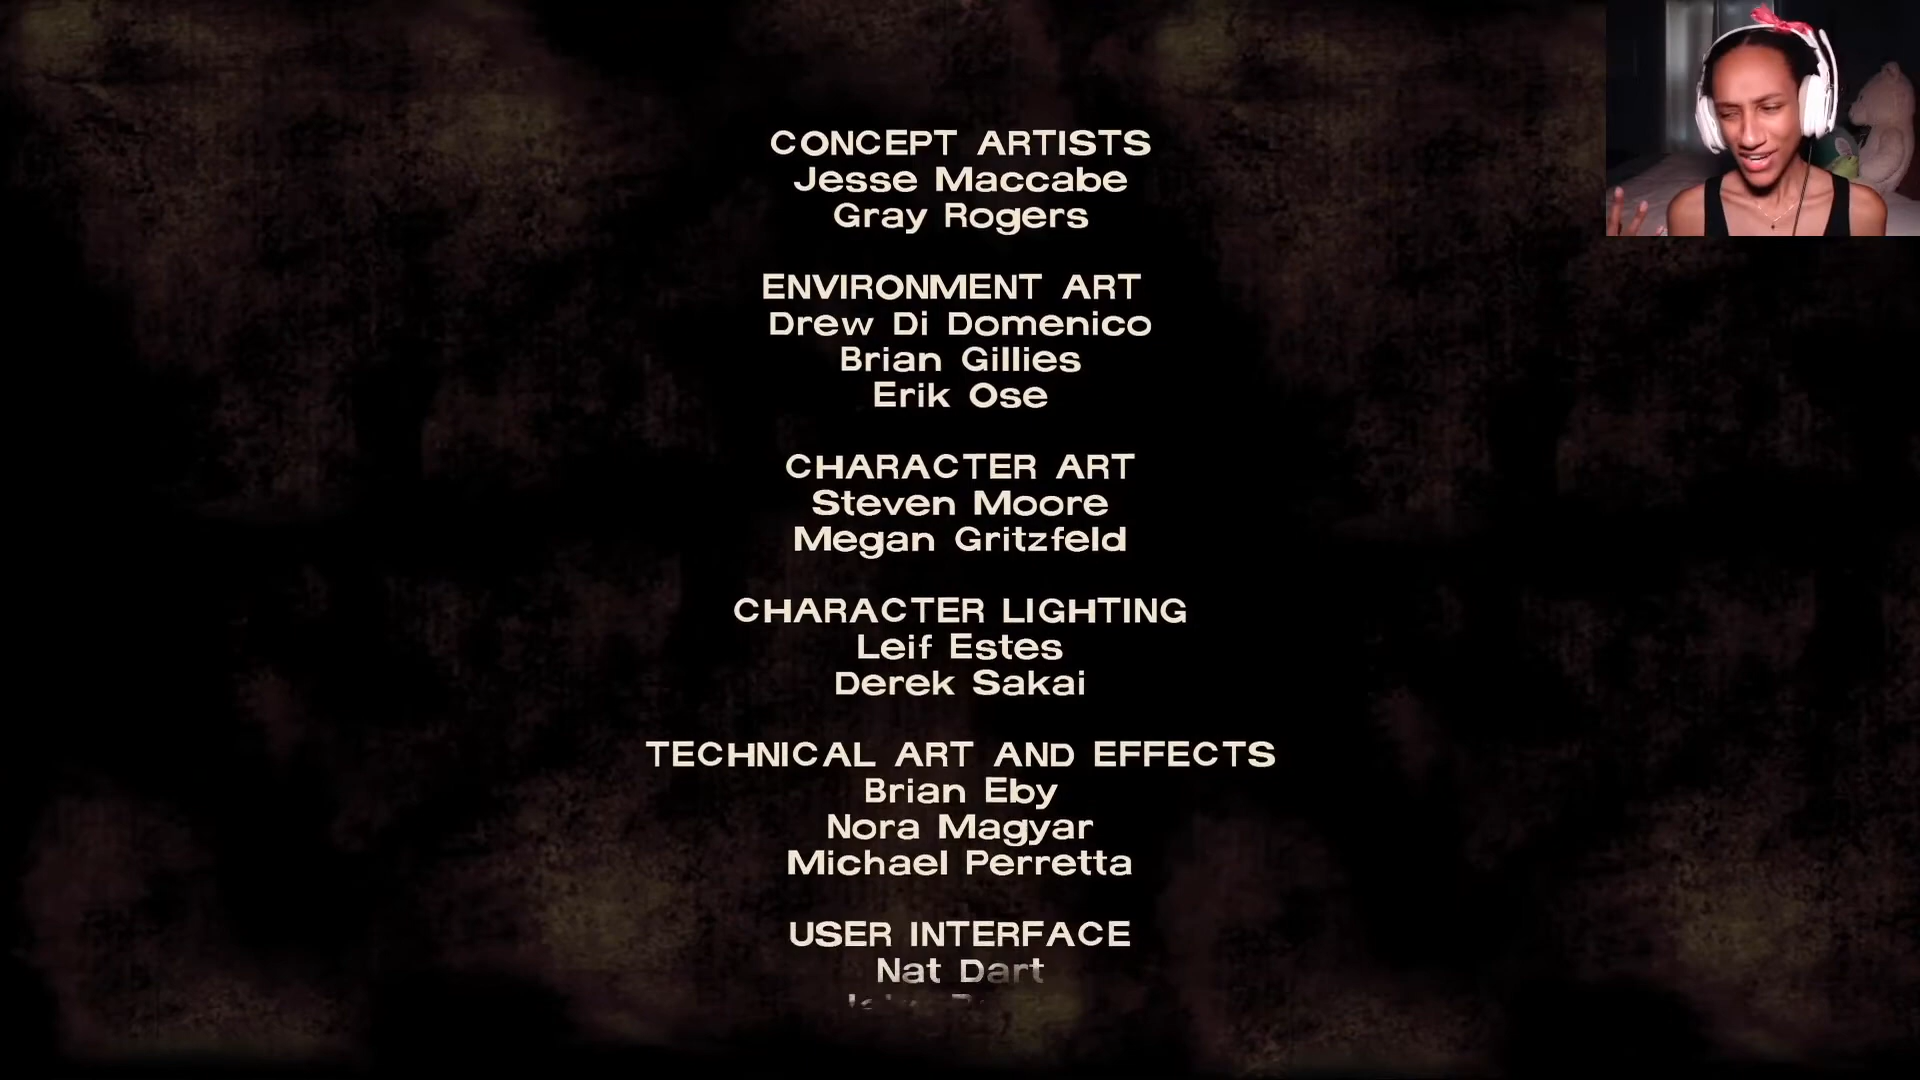 CONCEPT ARTISTS
Jesse Maccabe
Gray Rogers
ENVIRONMENT ART
Drew Di Domenico
Brian Gillies
Erik Ose
CHARACTER ART
Steven Moore
Megan Gritzfeld
CHARACTER LIGHTING
Leif Estes
Derek Sakai
TECHNICAL ART AND EFFECTS
Brian Eby
Nora Magyar
Michael Perretta
USER INTERFACE
Nat Dart